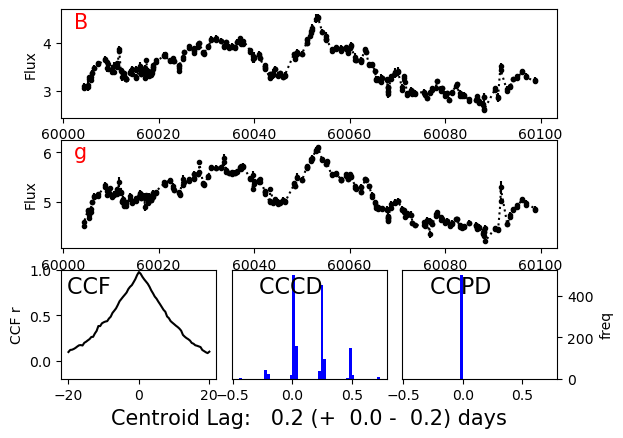 B
Flux
4
3
60000 60020 60040 60060 60080 60100
g
Flux
6
5
60000 60020 60040 60060 60080 60100
CCF CCCD CCPD
CCF r
1.0
0.5
0.0
400
200
0
freq
−20 0 20 −0.5 0.0 0.5 −0.5 0.0 0.5
Centroid Lag: 0.2 (+ 0.0 - 0.2) days